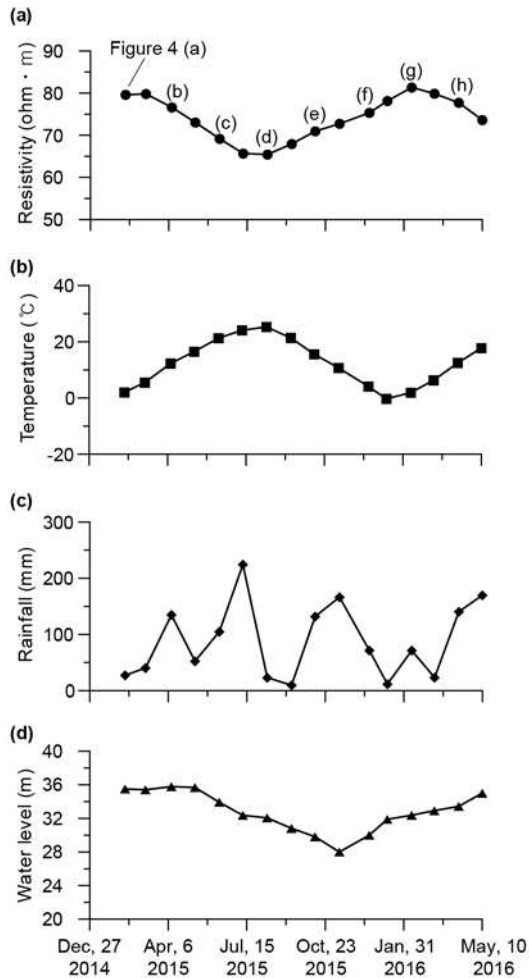 (a)
Figure 4 (a)
90
80
70
60
50
Resistivity (ohm · m)
(b)
(c)
(d)
(e)
(f)
(g)
(h)
(b)
40
20
0
-20
Temperature (℃)
(c)
300
200
100
0
Rainfall (mm)
(d)
40
36
32
28
24
20
Water level (m)
Dec, 27 Apr, 6 Jul, 15 Oct, 23 Jan, 31 May, 10
2014 2015 2015 2015 2016 2016